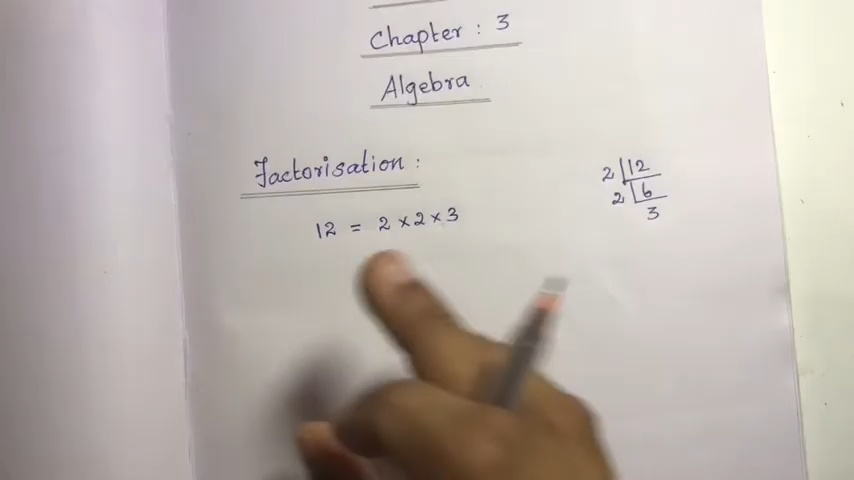 Chapter : 3
Algebra
Factorisation :
12 = 2 × 2 × 3
2 | 12
2 | 6
3